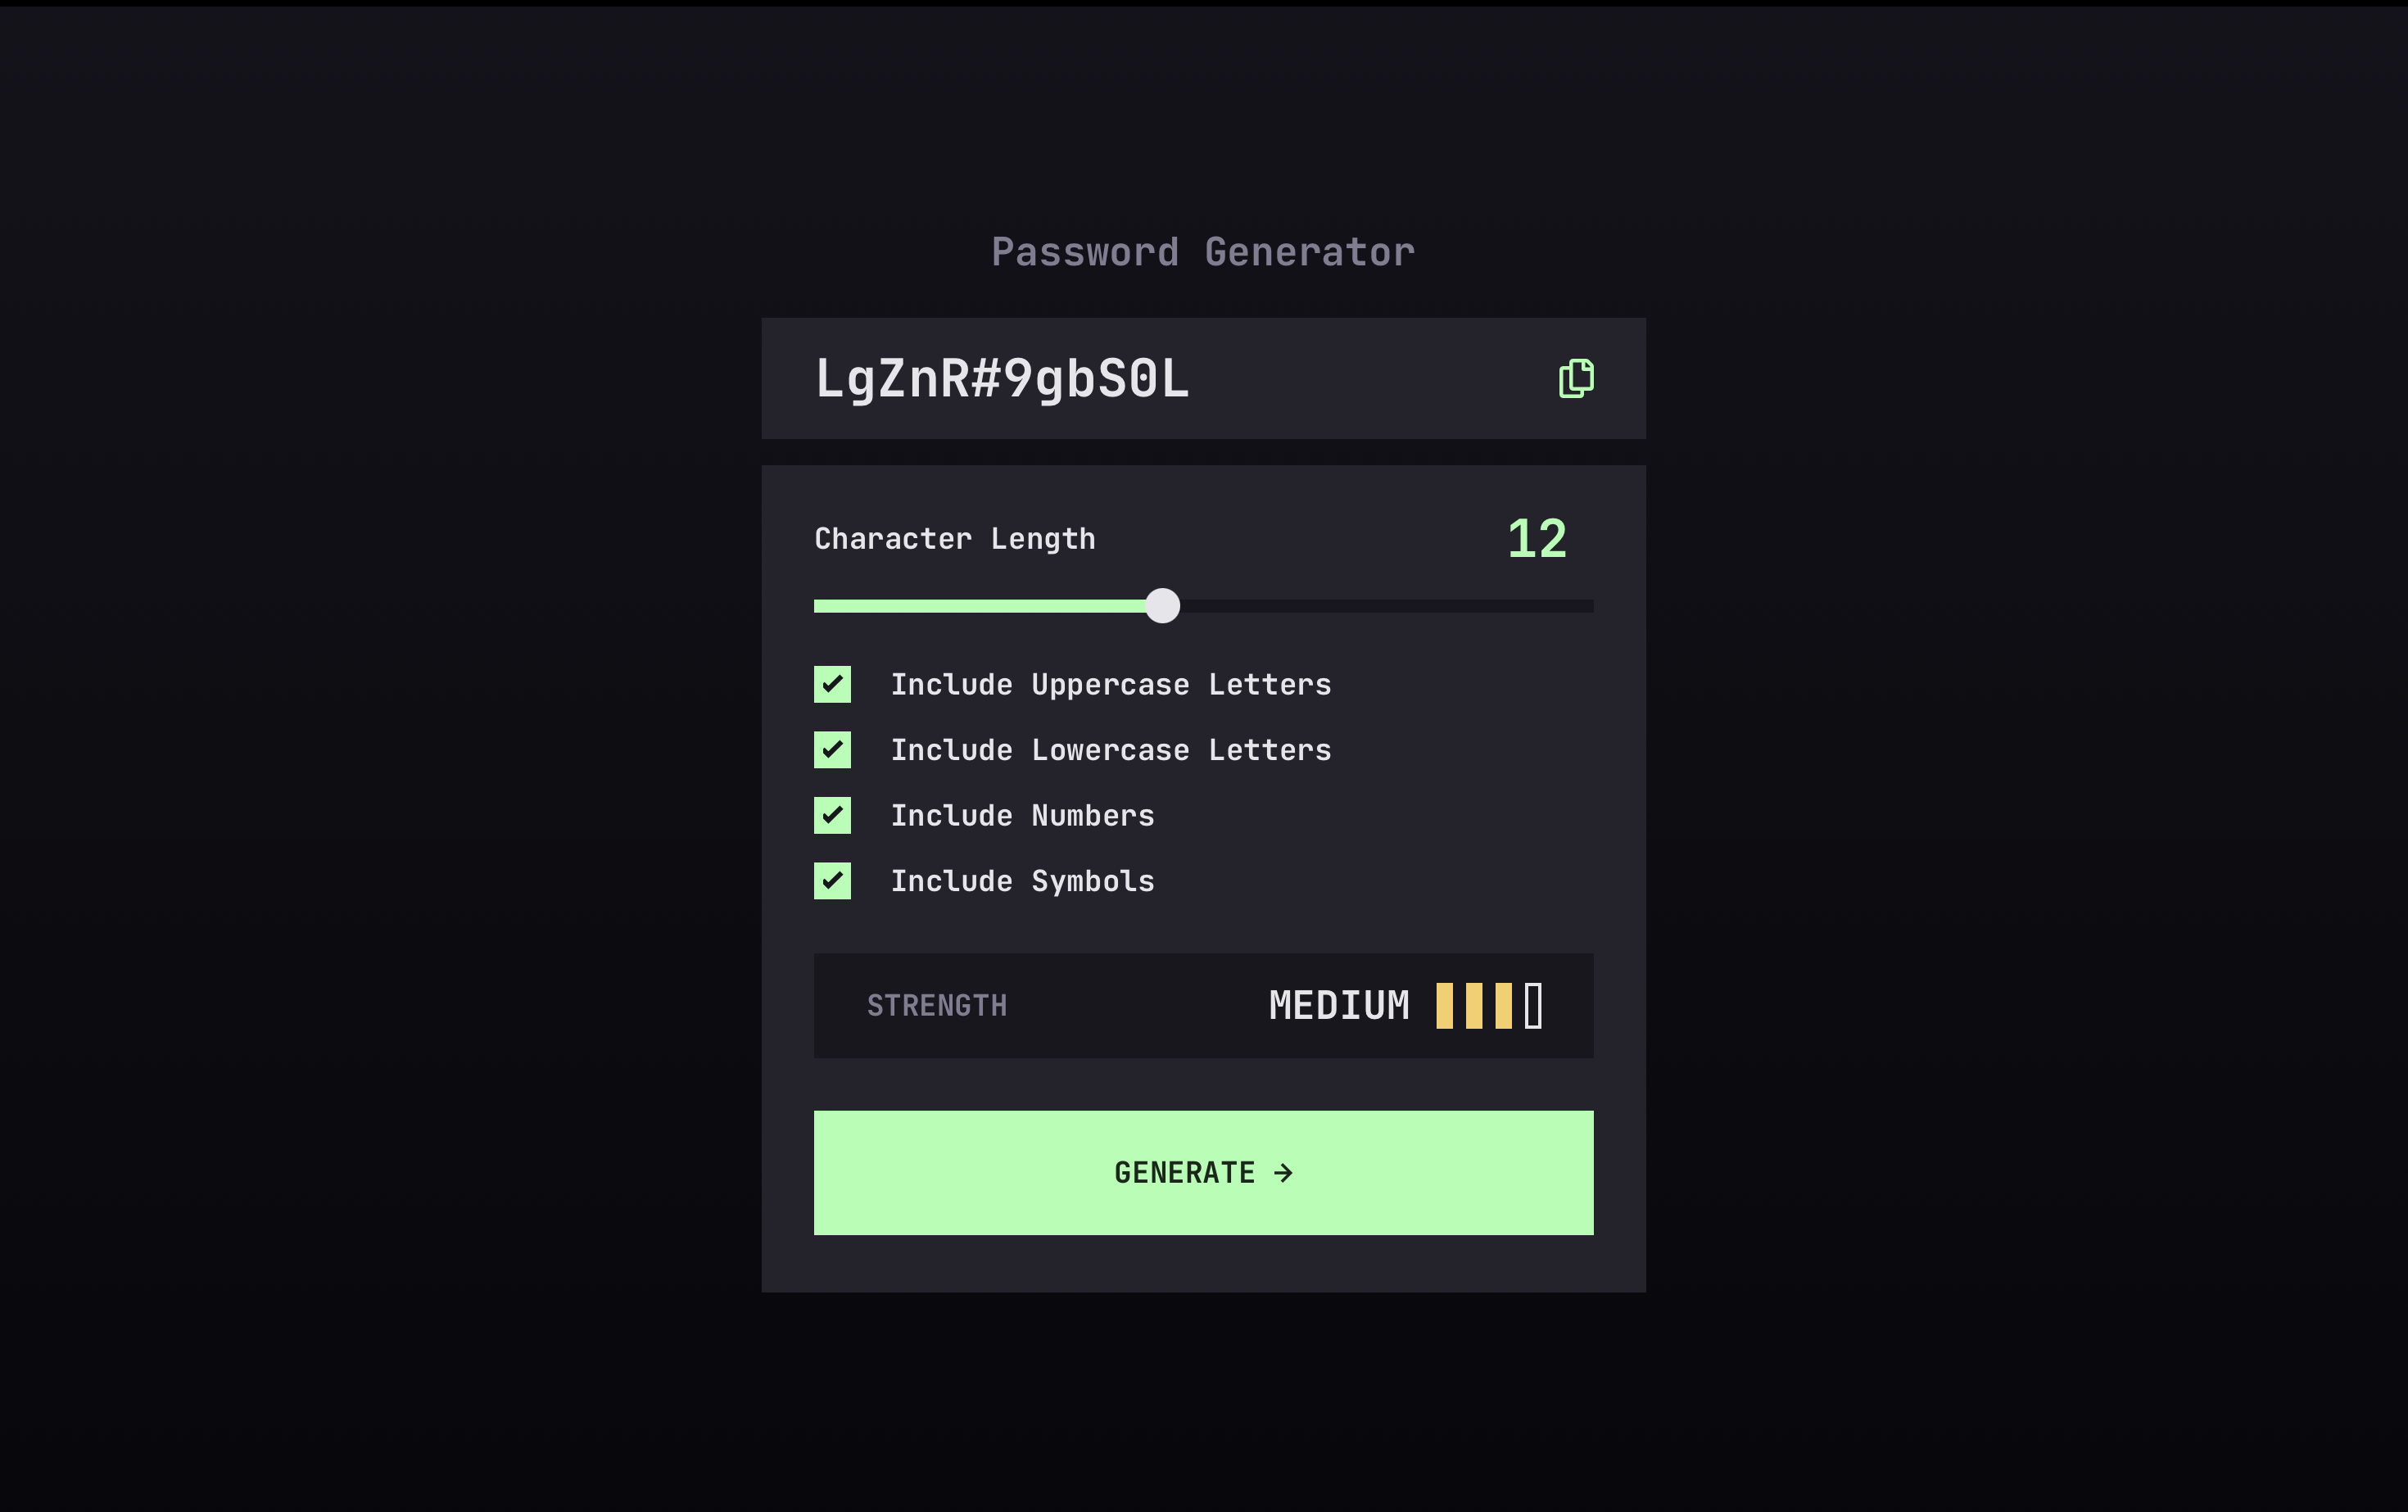 Password Generator
LgZnR#9gbS0L
Character Length 12
Include Uppercase Letters
Include Lowercase Letters
Include Numbers
Include Symbols
STRENGTH MEDIUM
GENERATE →